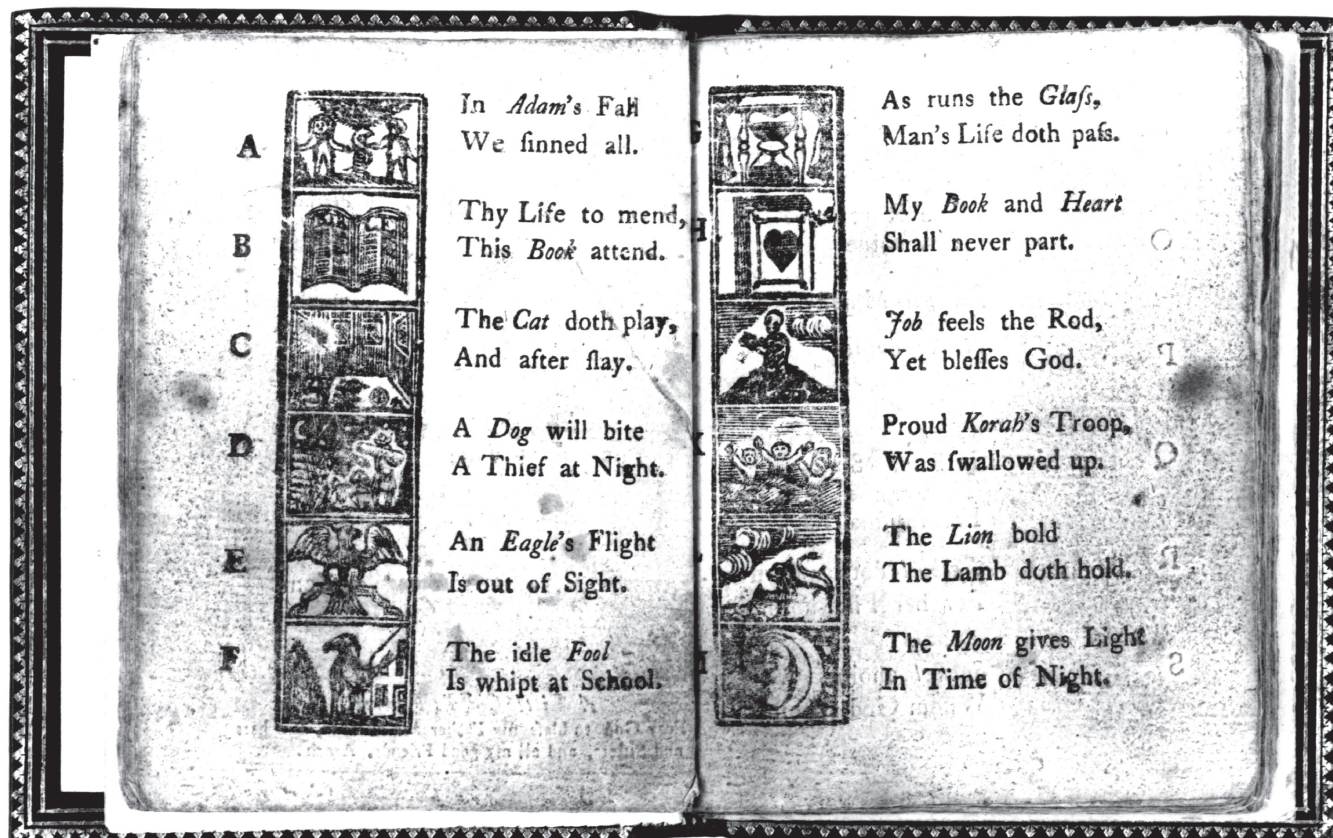 A
In Adam's Fall
We ſinned all.
B
Thy Life to mend,
This Book attend.
C
The Cat doth play,
And after ſlay.
D
A Dog will bite
A Thief at Night.
E
An Eagle's Flight
Is out of Sight.
F
The idle Fool
Is whipt at School.
As runs the Glaſs,
Man's Life doth paſs.
H
My Book and Heart
Shall never part.
Job feels the Rod,
Yet bleſſes God.
Proud Korah's Troop,
Was ſwallowed up.
The Lion bold
The Lamb doth hold.
The Moon gives Light
In Time of Night.